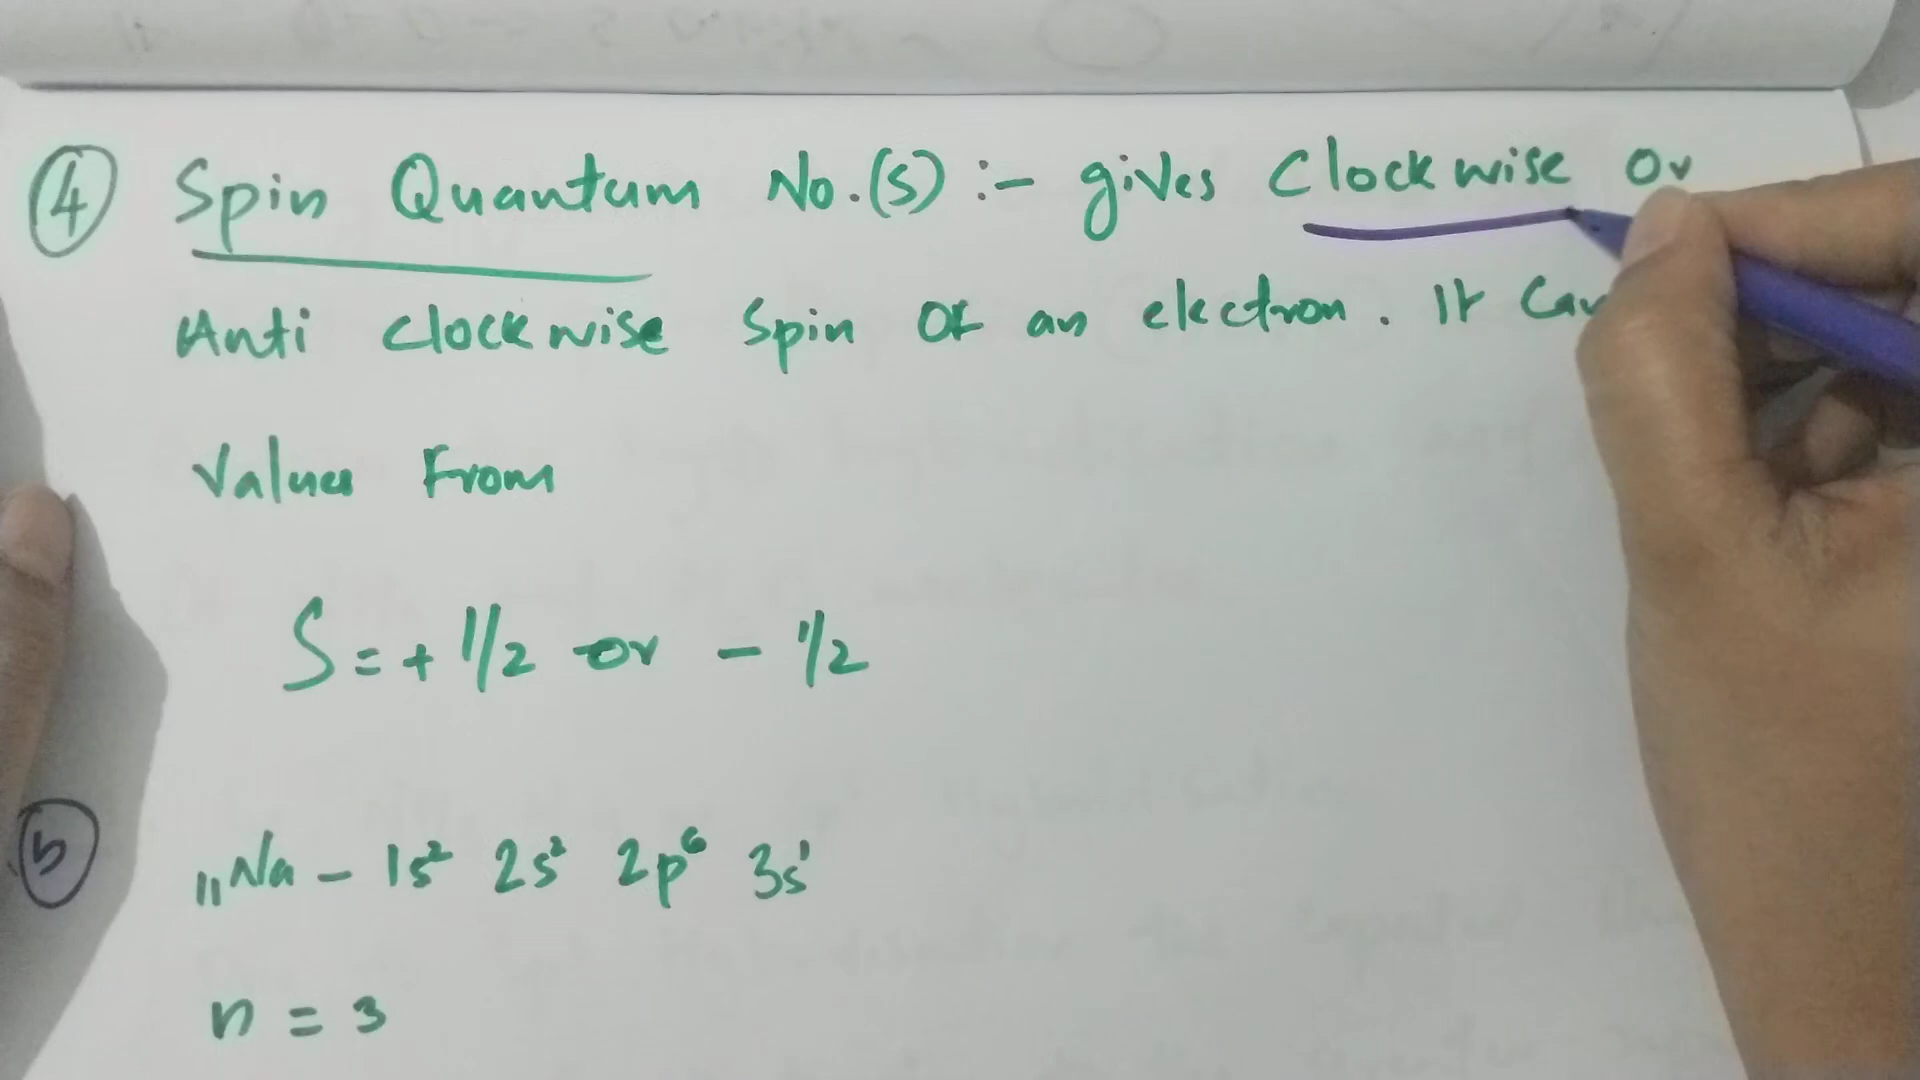 ④ Spin Quantum No.(s) :- gives Clockwise Or
Anti clockwise Spin Of an electron. It Can
Values From
S = + 1/2 or - 1/2
b
₁₁Na - 1s² 2s² 2p⁶ 3s¹
n = 3